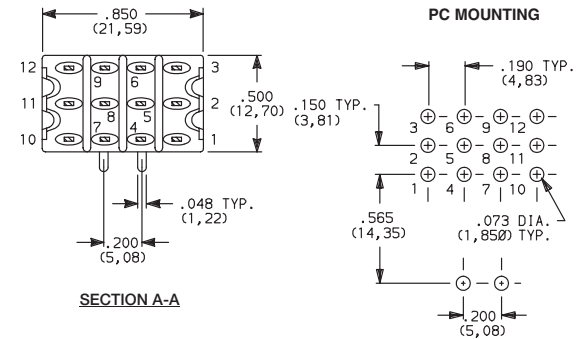 .850
(21,59)
12 3
9 6
11 2
8 5
10 1
7 4
.500
(12,70)
.048 TYP.
(1,22)
.200
(5,08)
SECTION A-A
PC MOUNTING
.190 TYP.
(4,83)
.150 TYP.
(3,81)
3 6 9 12
2 5 8 11
1 4 7 10
.565
(14,35)
.073 DIA.
(1,850) TYP.
.200
(5,08)